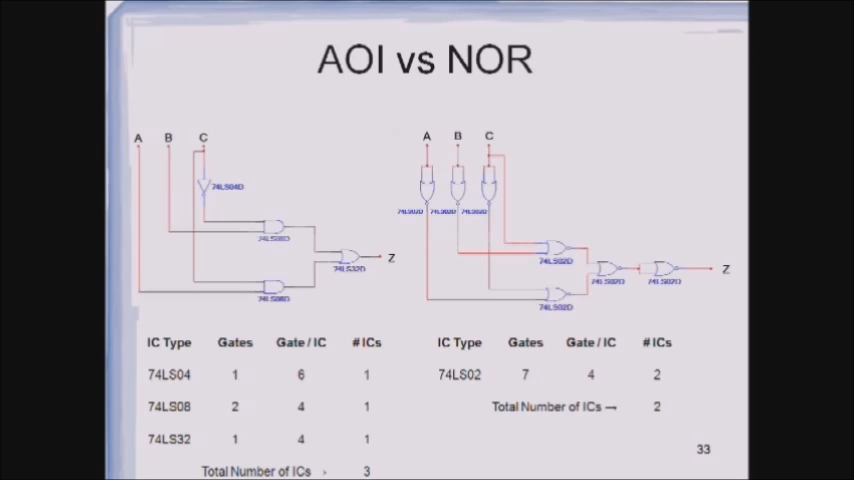 AOI vs NOR
A B C
74LS04D
74LS08D
74LS32D
Z
74LS08D
A B C
74LS02D 74LS02D 74LS02D
74LS02D
74LS02D 74LS02D
Z
74LS02D
IC Type Gates Gate / IC # ICs
74LS04 1 6 1
74LS08 2 4 1
74LS32 1 4 1
Total Number of ICs 3
IC Type Gates Gate / IC # ICs
74LS02 7 4 2
Total Number of ICs → 2
33